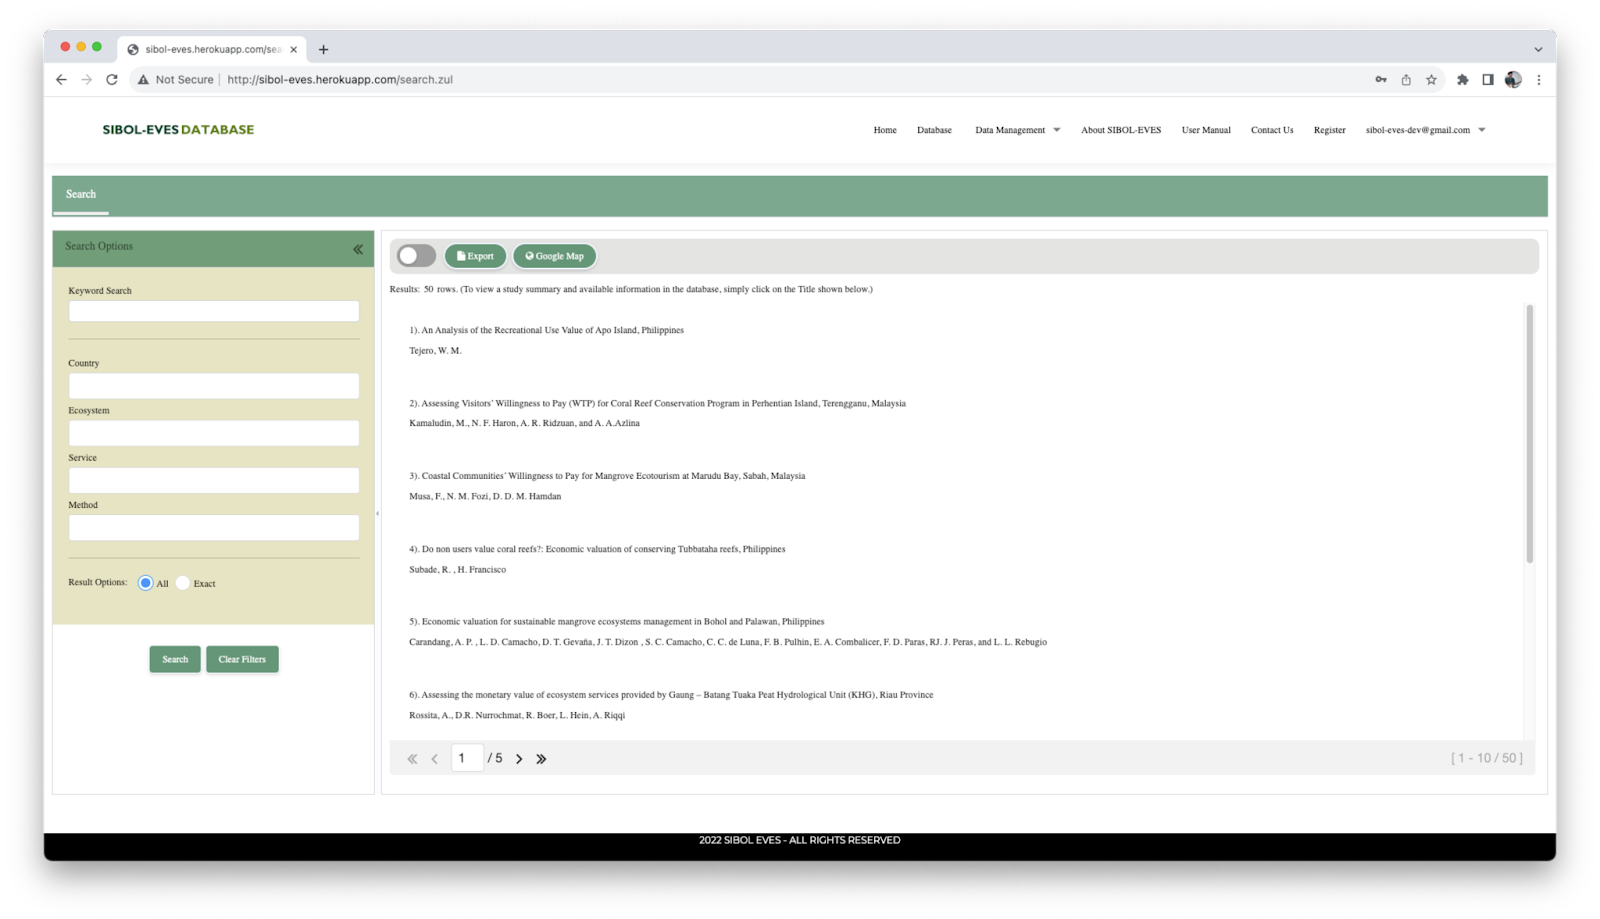 sibol-eves.herokuapp.com/sea
Not Secure | http://sibol-eves.herokuapp.com/search.zul
SIBOL-EVES DATABASE
Home Database Data Management About SIBOL-EVES User Manual Contact Us Register sibol-eves-dev@gmail.com
Search
Search Options
Keyword Search
Country
Ecosystem
Service
Method
Result Options: All Exact
Search Clear Filters
Export Google Map
Results: 50 rows. (To view a study summary and available information in the database, simply click on the Title shown below.)
1). An Analysis of the Recreational Use Value of Apo Island, Philippines
Tejero, W. M.
2). Assessing Visitors' Willingness to Pay (WTP) for Coral Reef Conservation Program in Perhentian Island, Terengganu, Malaysia
Kamaludin, M., N. F. Haron, A. R. Ridzuan, and A. A.Azlina
3). Coastal Communities' Willingness to Pay for Mangrove Ecotourism at Marudu Bay, Sabah, Malaysia
Musa, F., N. M. Fozi, D. D. M. Hamdan
4). Do non users value coral reefs?: Economic valuation of conserving Tubbataha reefs, Philippines
Subade, R. , H. Francisco
5). Economic valuation for sustainable mangrove ecosystems management in Bohol and Palawan, Philippines
Carandang, A. P. , L. D. Camacho, D. T. Gevaña, J. T. Dizon , S. C. Camacho, C. C. de Luna, F. B. Pulhin, E. A. Combalicer, F. D. Paras, RJ. J. Peras, and L. L. Rebugio
6). Assessing the monetary value of ecosystem services provided by Gaung – Batang Tuaka Peat Hydrological Unit (KHG), Riau Province
Rossita, A., D.R. Nurrochmat, R. Boer, L. Hein, A. Riqqi
1 / 5
[ 1 - 10 / 50 ]
2022 SIBOL EVES - ALL RIGHTS RESERVED